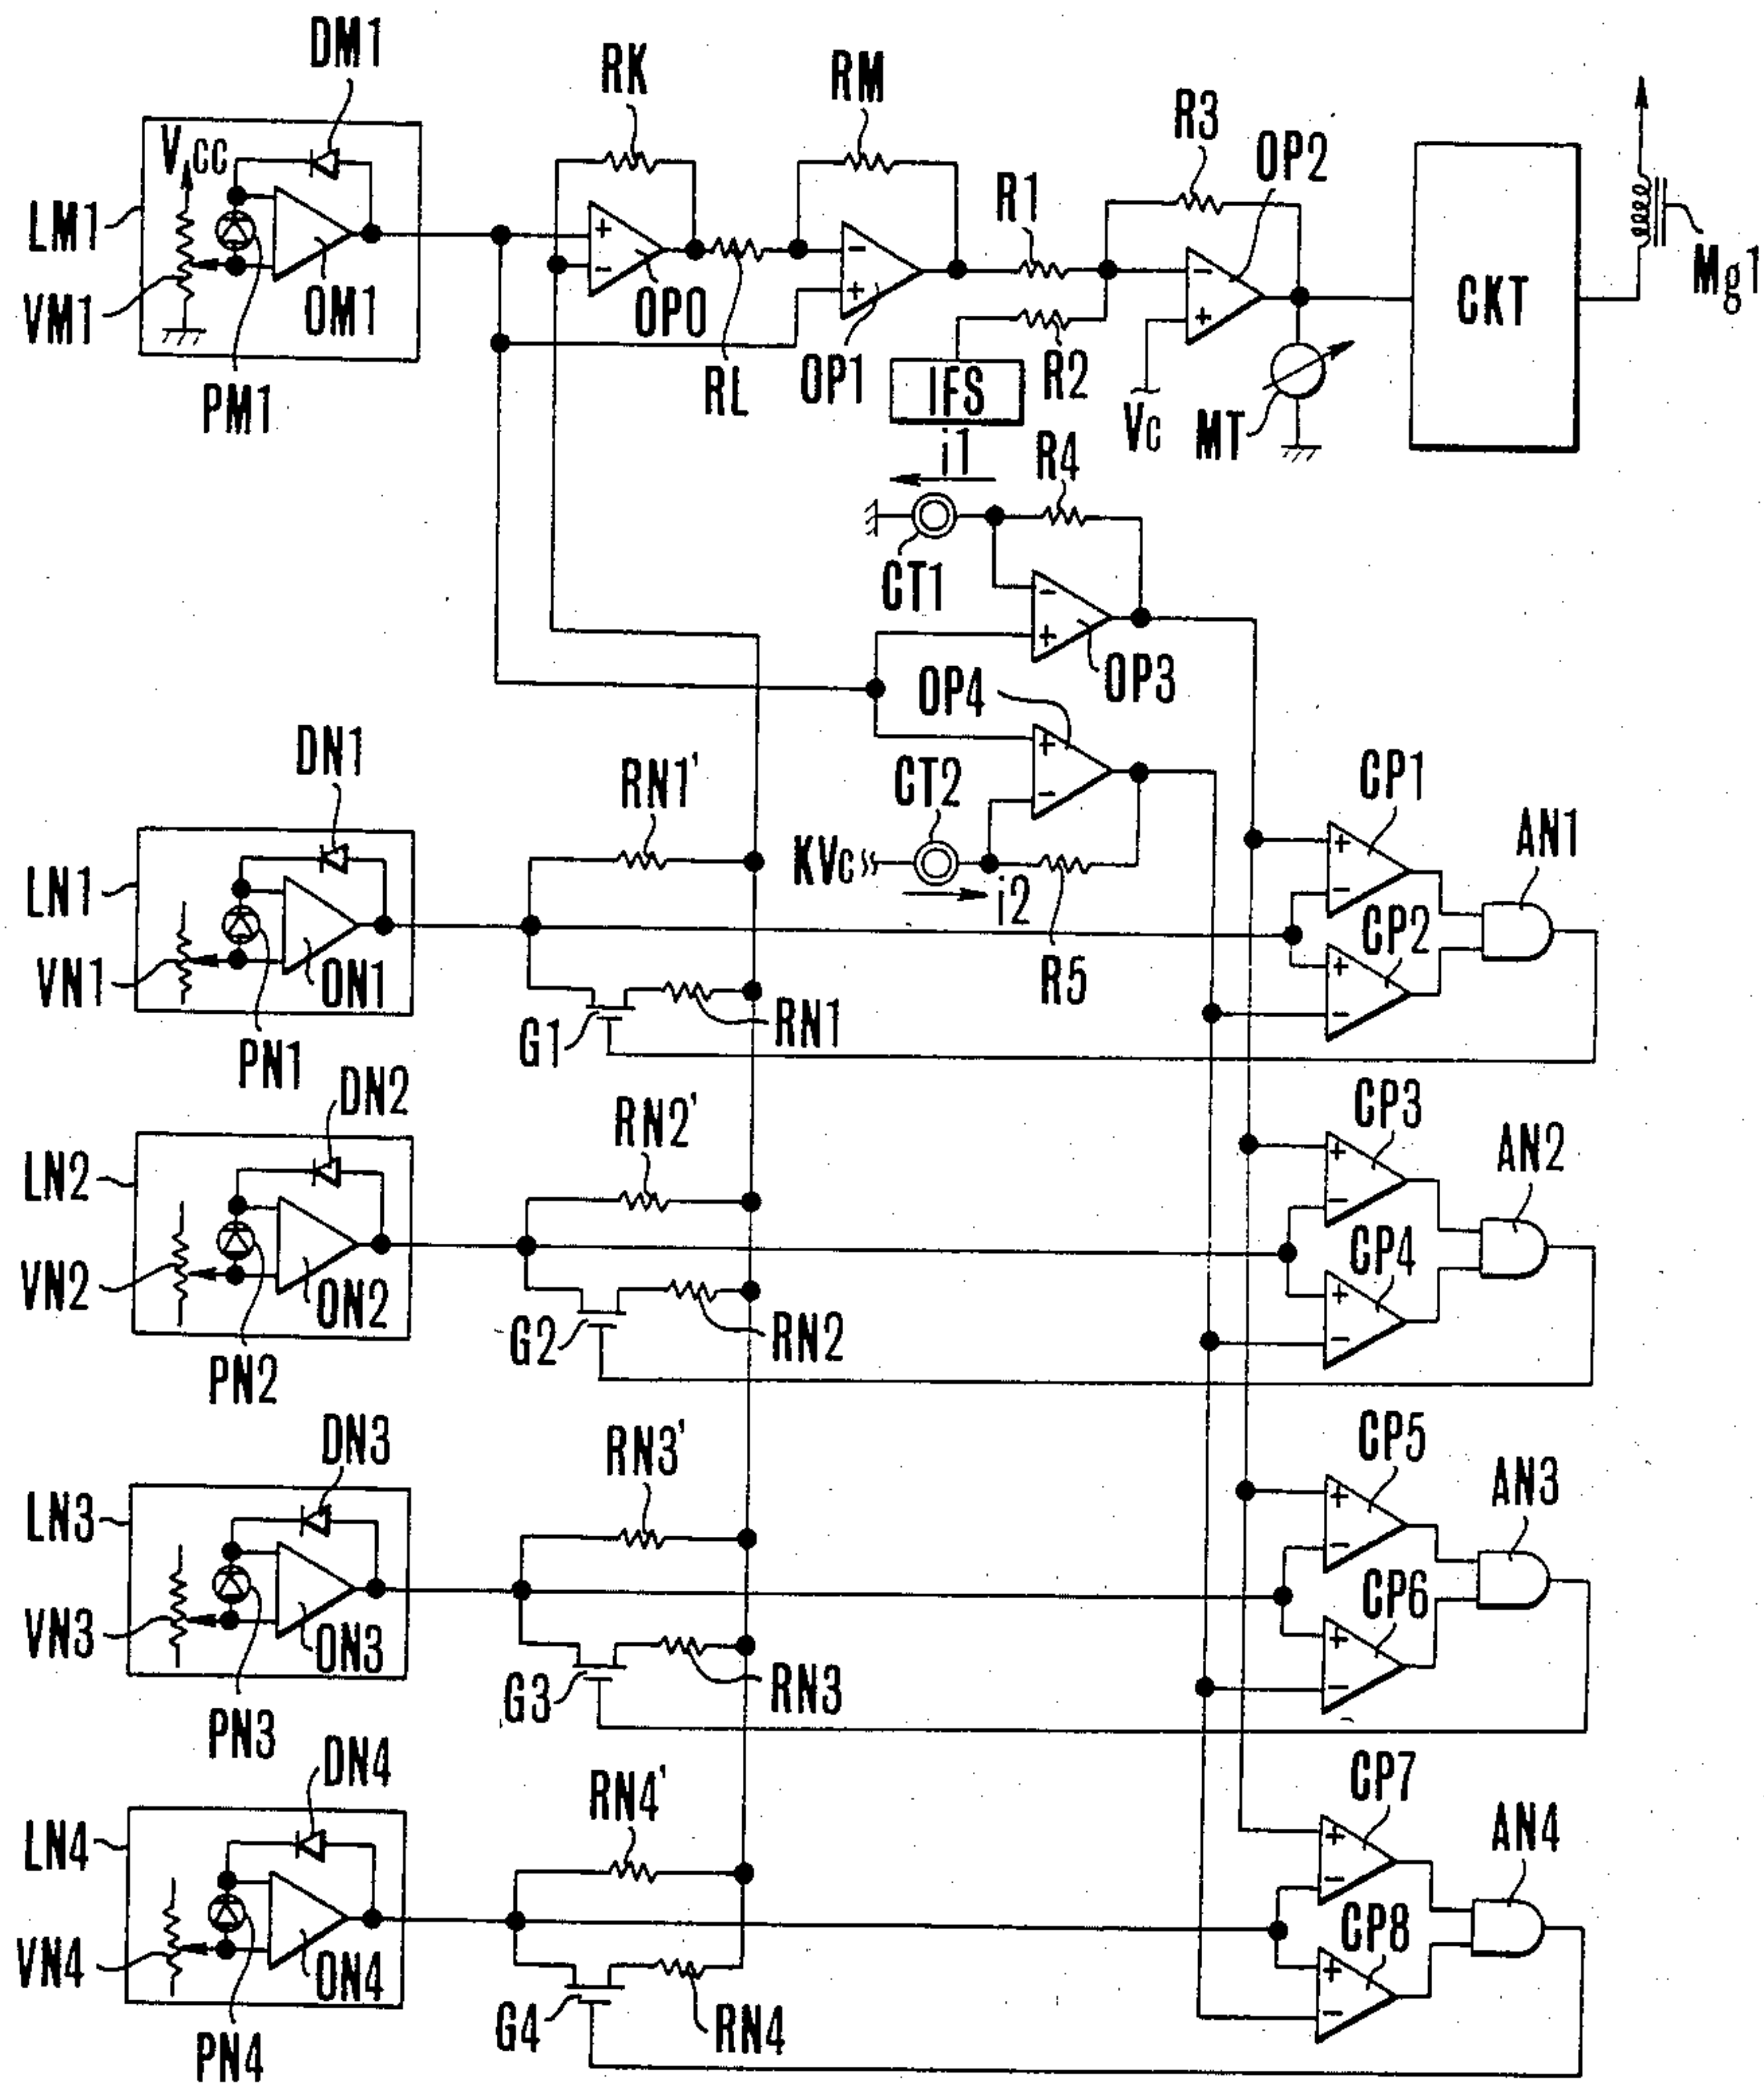 DM1
RK
RM
R3
OP2
VCC
R1
LM1
Mg1
VM1
OM1
OP0
CKT
PM1
RL
OP1
IFS
R2
VC
MT
i1
R4
CT1
OP3
OP4
DN1
RN1'
CT2
CP1
AN1
LN1
KVC
i2
CP2
VN1
ON1
R5
G1
RN1
PN1
DN2
RN2'
CP3
AN2
LN2
CP4
VN2
ON2
G2
RN2
PN2
DN3
RN3'
CP5
AN3
LN3
CP6
VN3
ON3
G3
RN3
PN3
DN4
RN4'
CP7
AN4
LN4
CP8
VN4
ON4
G4
RN4
PN4